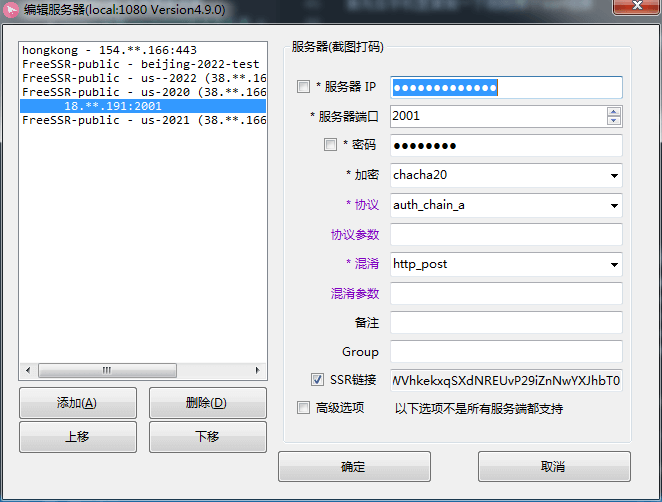 编辑服务器(local:1080 Version4.9.0)
hongkong - 154.**.166:443
FreeSSR-public - beijing-2022-test
FreeSSR-public - us--2022 (38.**.16
FreeSSR-public - us-2020 (38.**.166
18.**.191:2001
FreeSSR-public - us-2021 (38.**.166
添加(A)
删除(D)
上移
下移
服务器(截图打码)
* 服务器 IP
●●●●●●●●●●●●●
* 服务器端口
2001
* 密码
●●●●●●●●
* 加密
chacha20
* 协议
auth_chain_a
协议参数
* 混淆
http_post
混淆参数
备注
Group
SSR链接
WVhkekxqSXdNREUvP29iZnNwYXJhbT0
高级选项
以下选项不是所有服务端都支持
确定
取消